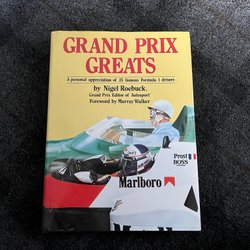 GRAND PRIX
GREATS
A personal appreciation of 25 famous Formula 1 drivers
by Nigel Roebuck.
Grand Prix Editor of Autosport
Foreword by Murray Walker
Prost
BOSS
Marlboro
Marlboro